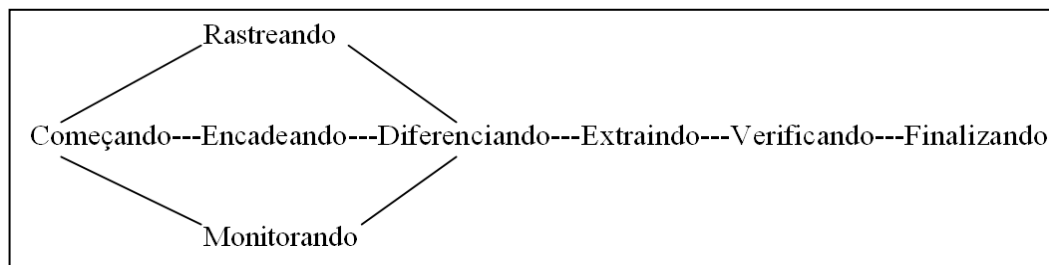 Rastreando
Começando---Encadeando---Diferenciando---Extraindo---Verificando---Finalizando
Monitorando